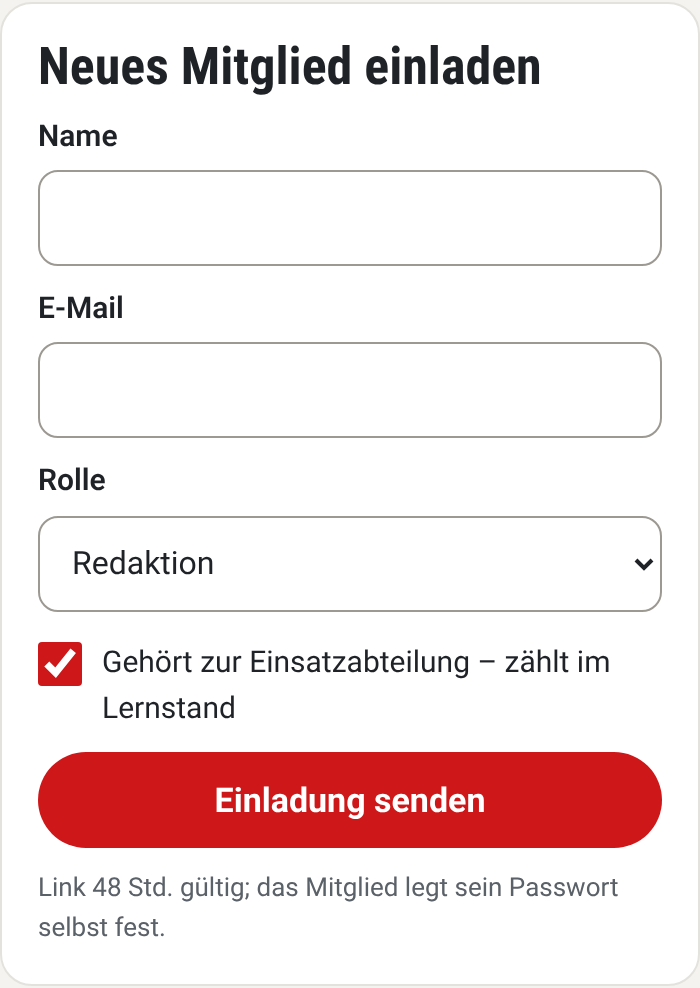 Neues Mitglied einladen
Name
E-Mail
Rolle
Redaktion
Gehört zur Einsatzabteilung – zählt im
Lernstand
Einladung senden
Link 48 Std. gültig; das Mitglied legt sein Passwort
selbst fest.